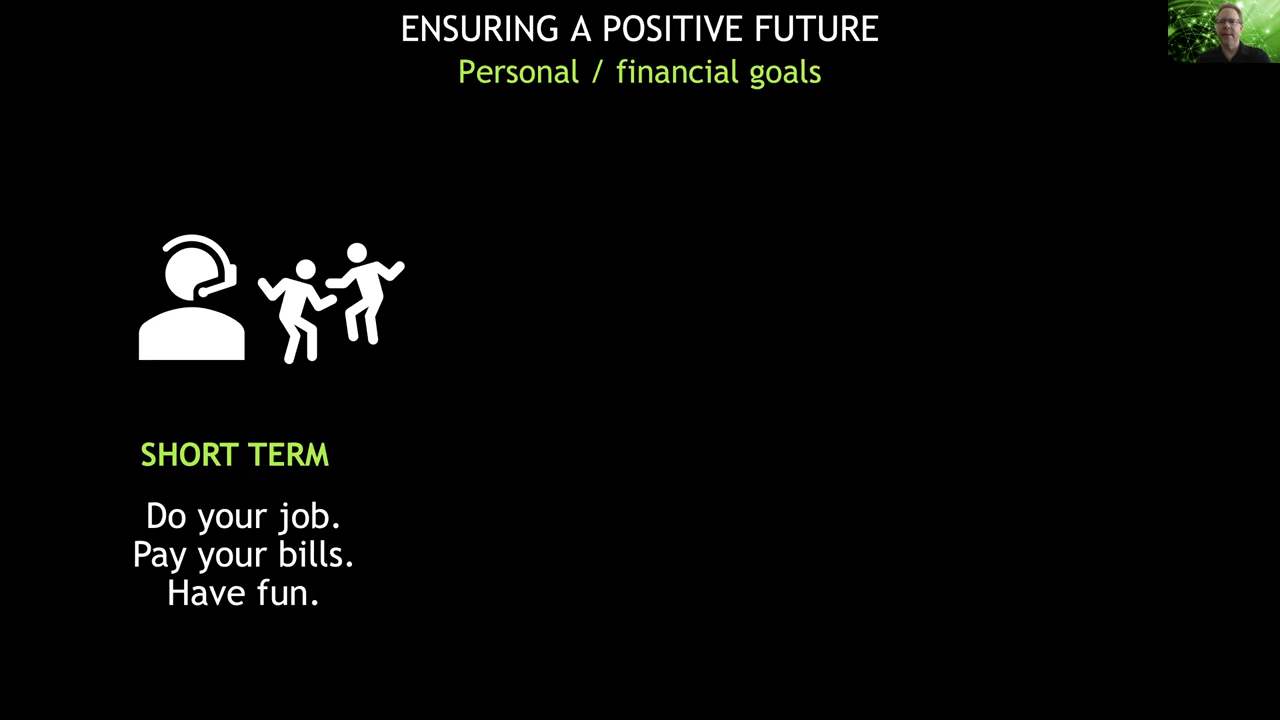 ENSURING A POSITIVE FUTURE
Personal / financial goals
SHORT TERM
Do your job.
Pay your bills.
Have fun.